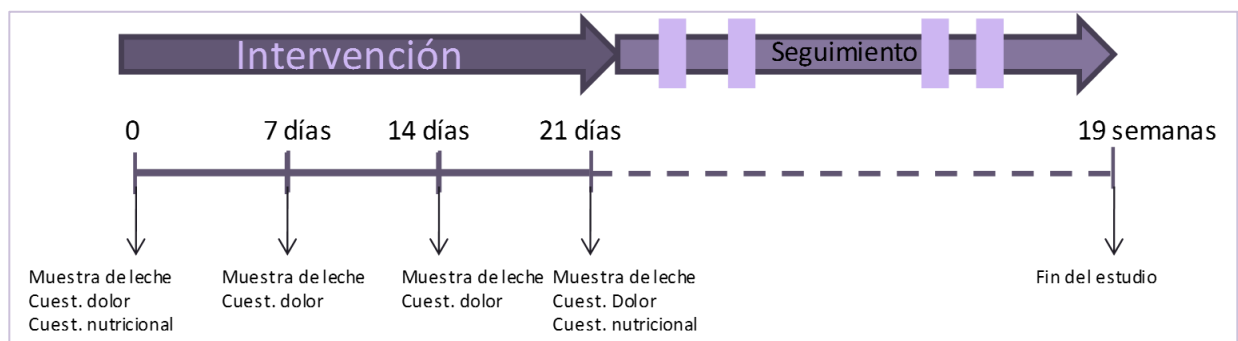 Intervención
Seguimiento
0
7 días
14 días
21 días
19 semanas
Muestra de leche
Cuest. dolor
Cuest. nutricional
Muestra de leche
Cuest. dolor
Muestra de leche
Cuest. dolor
Muestra de leche
Cuest. Dolor
Cuest. nutricional
Fin del estudio